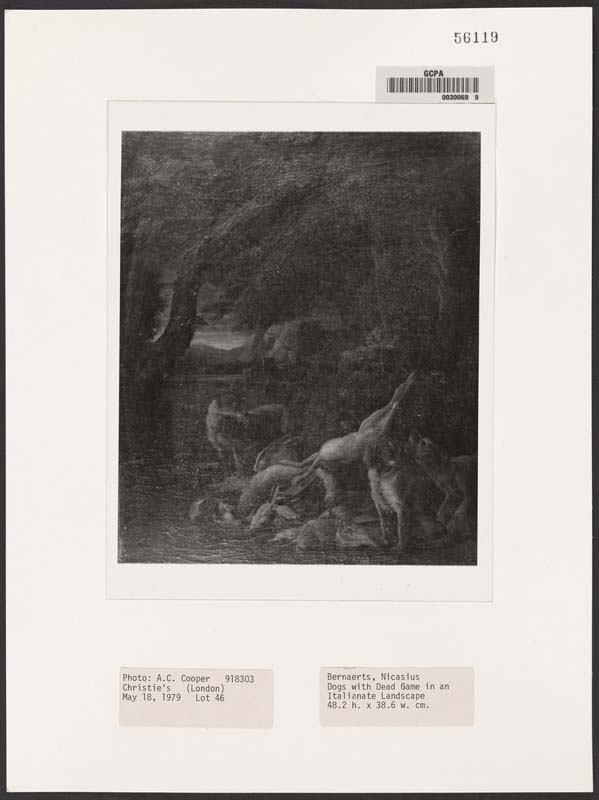 56119
GCPA
0030069 9
Photo: A.C. Cooper 918303
Christie's (London)
May 18, 1979 Lot 46
Bernaerts, Nicasius
Dogs with Dead Game in an
Italianate Landscape
48.2 h. x 38.6 w. cm.